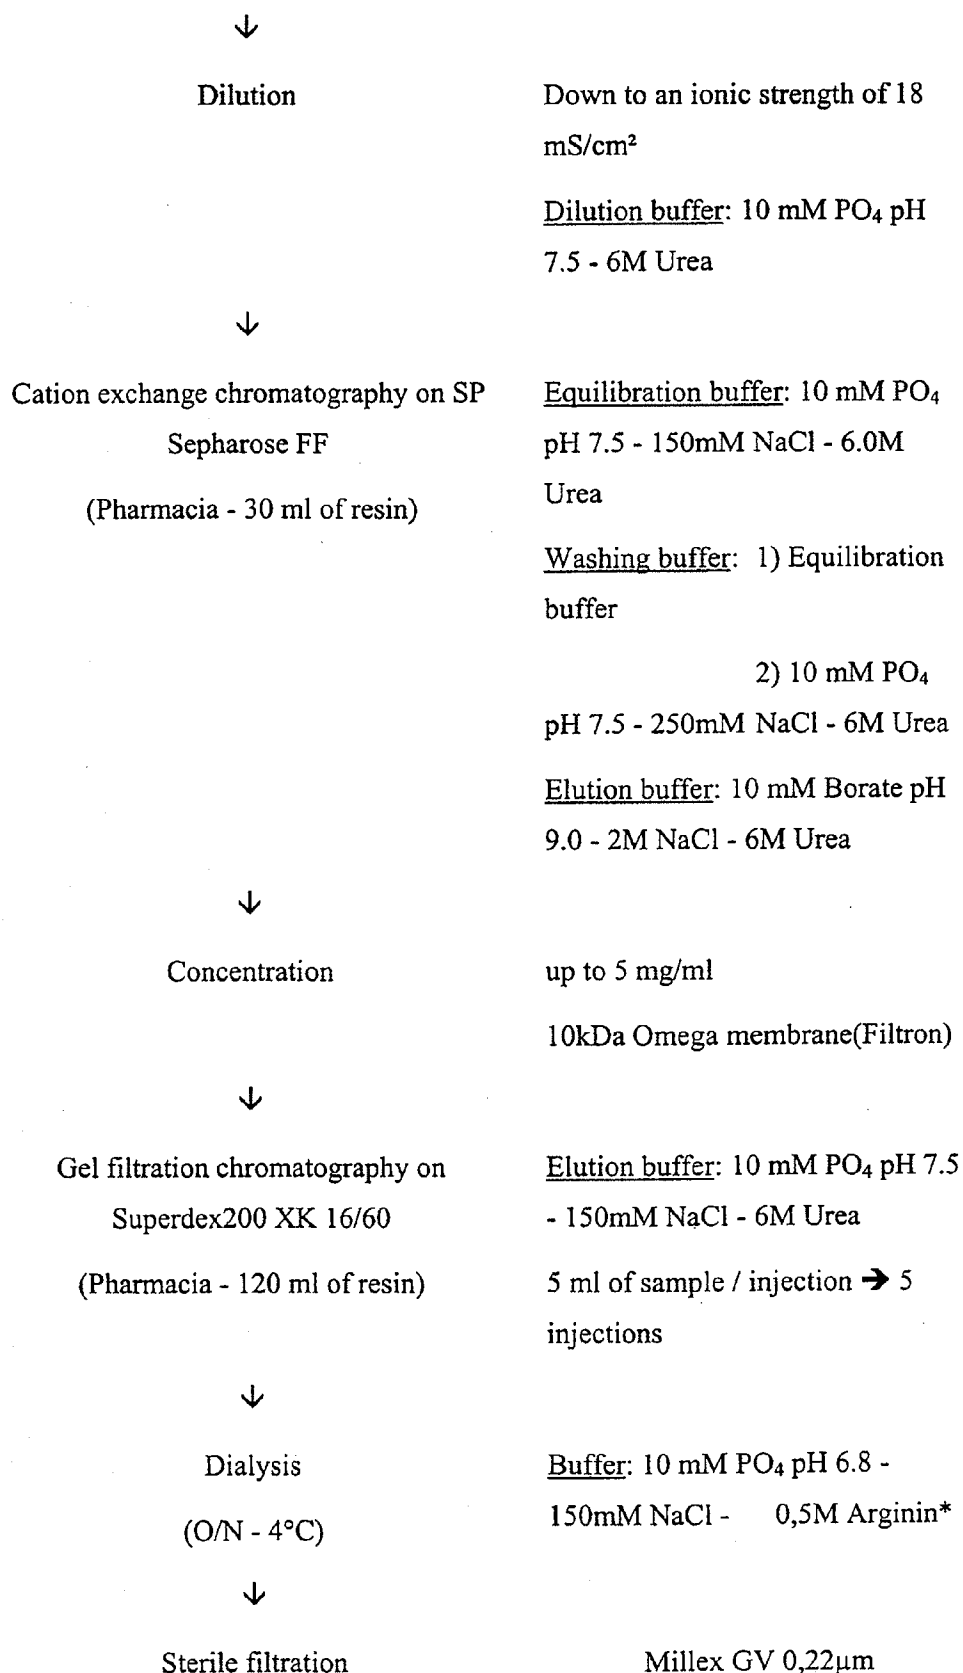 ↓
Dilution
Down to an ionic strength of 18
mS/cm²
Dilution buffer: 10 mM PO₄ pH
7.5 - 6M Urea
↓
Cation exchange chromatography on SP
Sepharose FF
(Pharmacia - 30 ml of resin)
Equilibration buffer: 10 mM PO₄
pH 7.5 - 150mM NaCl - 6.0M
Urea
Washing buffer: 1) Equilibration
buffer
2) 10 mM PO₄
pH 7.5 - 250mM NaCl - 6M Urea
Elution buffer: 10 mM Borate pH
9.0 - 2M NaCl - 6M Urea
↓
Concentration
up to 5 mg/ml
10kDa Omega membrane(Filtron)
↓
Gel filtration chromatography on
Superdex200 XK 16/60
(Pharmacia - 120 ml of resin)
Elution buffer: 10 mM PO₄ pH 7.5
- 150mM NaCl - 6M Urea
5 ml of sample / injection ➔ 5
injections
↓
Dialysis
(O/N - 4°C)
Buffer: 10 mM PO₄ pH 6.8 -
150mM NaCl - 0,5M Arginin*
↓
Sterile filtration
Millex GV 0,22µm